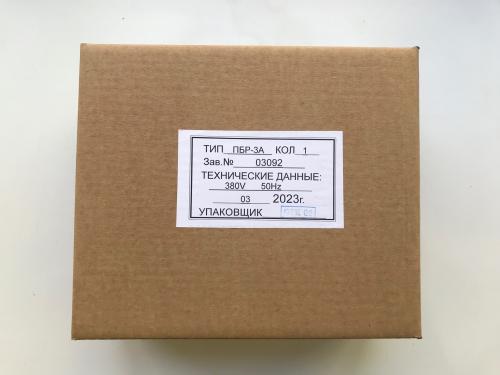 ТИП ПБР-3А КОЛ 1
Зав.№ 03092
ТЕХНИЧЕСКИЕ ДАННЫЕ:
380V 50Hz
03 2023г.
УПАКОВЩИК